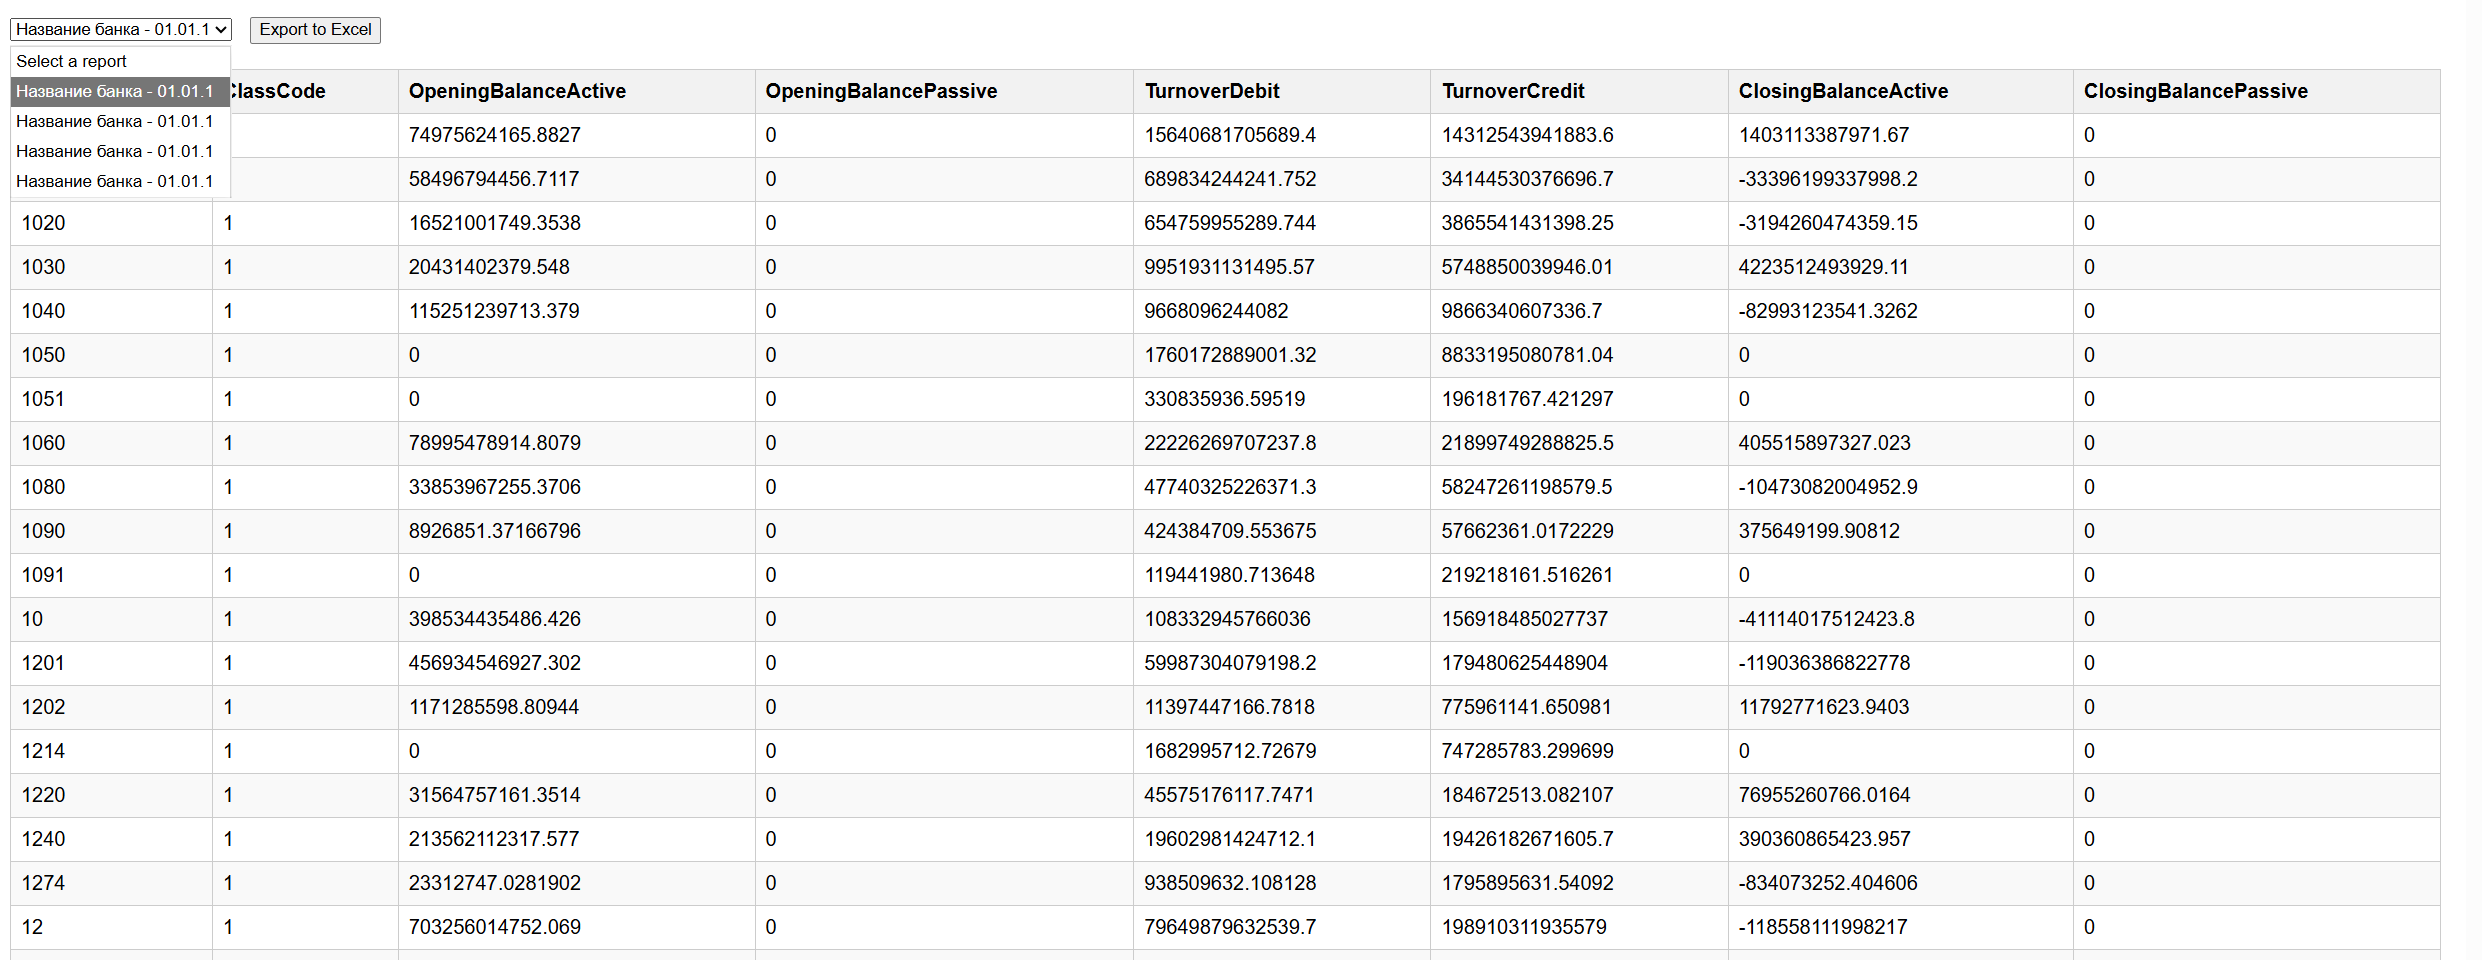 Название банка - 01.01.1 Export to Excel
Select a report
Название банка - 01.01.1
Название банка - 01.01.1
Название банка - 01.01.1
Название банка - 01.01.1
ClassCode OpeningBalanceActive OpeningBalancePassive TurnoverDebit TurnoverCredit ClosingBalanceActive ClosingBalancePassive
74975624165.8827 0 15640681705689.4 14312543941883.6 1403113387971.67 0
58496794456.7117 0 689834244241.752 34144530376696.7 -33396199337998.2 0
1020 1 16521001749.3538 0 654759955289.744 3865541431398.25 -3194260474359.15 0
1030 1 20431402379.548 0 9951931131495.57 5748850039946.01 4223512493929.11 0
1040 1 115251239713.379 0 9668096244082 9866340607336.7 -82993123541.3262 0
1050 1 0 0 1760172889001.32 8833195080781.04 0 0
1051 1 0 0 330835936.59519 196181767.421297 0 0
1060 1 78995478914.8079 0 22226269707237.8 21899749288825.5 405515897327.023 0
1080 1 33853967255.3706 0 47740325226371.3 58247261198579.5 -10473082004952.9 0
1090 1 8926851.37166796 0 424384709.553675 57662361.0172229 375649199.90812 0
1091 1 0 0 119441980.713648 219218161.516261 0 0
10 1 398534435486.426 0 108332945766036 156918485027737 -41114017512423.8 0
1201 1 456934546927.302 0 59987304079198.2 179480625448904 -119036386822778 0
1202 1 1171285598.80944 0 11397447166.7818 775961141.650981 11792771623.9403 0
1214 1 0 0 1682995712.72679 747285783.299699 0 0
1220 1 31564757161.3514 0 45575176117.7471 184672513.082107 76955260766.0164 0
1240 1 213562112317.577 0 19602981424712.1 19426182671605.7 390360865423.957 0
1274 1 23312747.0281902 0 938509632.108128 1795895631.54092 -834073252.404606 0
12 1 703256014752.069 0 79649879632539.7 198910311935579 -118558111998217 0